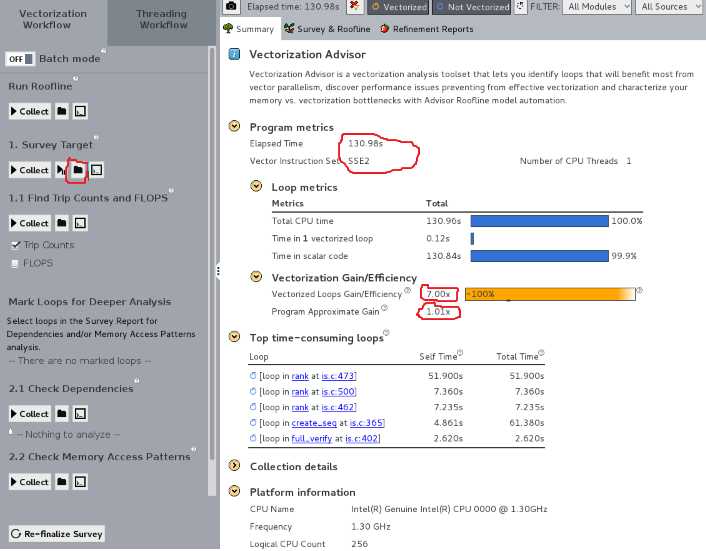 Vectorization Workflow
Threading Workflow
OFF Batch mode
Run Roofline
Collect
1. Survey Target
Collect
1.1 Find Trip Counts and FLOPS
Collect
Trip Counts
FLOPS
Mark Loops for Deeper Analysis
Select loops in the Survey Report for
Dependencies and/or Memory Access Patterns
analysis.
-- There are no marked loops --
2.1 Check Dependencies
Collect
-- Nothing to analyze --
2.2 Check Memory Access Patterns
Collect
Re-finalize Survey
Elapsed time: 130.98s Vectorized Not Vectorized FILTER: All Modules All Sources
Summary Survey & Roofline Refinement Reports
Vectorization Advisor
Vectorization Advisor is a vectorization analysis toolset that lets you identify loops that will benefit most from
vector parallelism, discover performance issues preventing from effective vectorization and characterize your
memory vs. vectorization bottlenecks with Advisor Roofline model automation.
Program metrics
Elapsed Time 130.98s
Vector Instruction Set SSE2 Number of CPU Threads 1
Loop metrics
Metrics Total
Total CPU time 130.96s 100.0%
Time in 1 vectorized loop 0.12s
Time in scalar code 130.84s 99.9%
Vectorization Gain/Efficiency
Vectorized Loops Gain/Efficiency 7.00x ~100%
Program Approximate Gain 1.01x
Top time-consuming loops
Loop Self Time Total Time
[loop in rank at is.c:473] 51.900s 51.900s
[loop in rank at is.c:500] 7.360s 7.360s
[loop in rank at is.c:462] 7.235s 7.235s
[loop in create_seq at is.c:365] 4.861s 61.380s
[loop in full_verify at is.c:402] 2.620s 2.620s
Collection details
Platform information
CPU Name Intel(R) Genuine Intel(R) CPU 0000 @ 1.30GHz
Frequency 1.30 GHz
Logical CPU Count 256